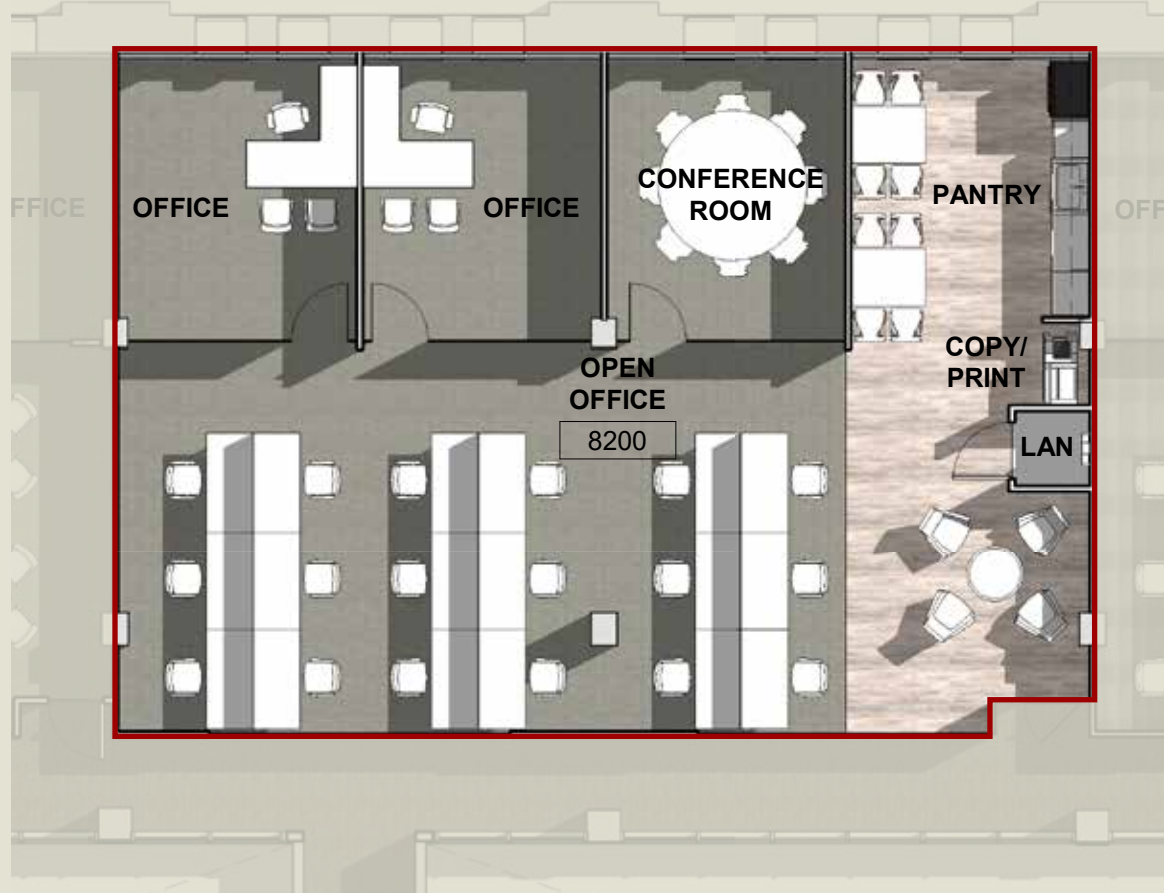 FFICE
OFFICE
OFFICE
CONFERENCE
ROOM
PANTRY
OFF
COPY/
PRINT
OPEN
OFFICE
8200
LAN